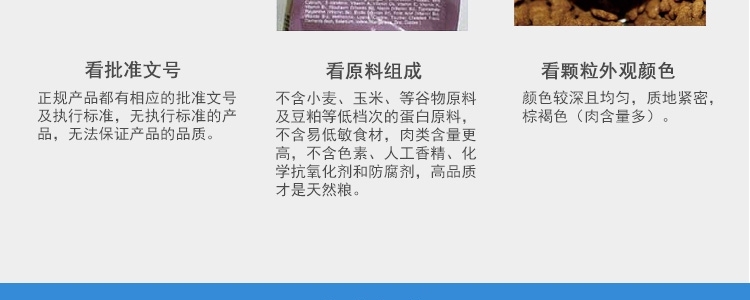 看批准文号
正规产品都有相应的批准文号
及执行标准，无执行标准的产
品，无法保证产品的品质。
看原料组成
不含小麦、玉米、等谷物原料
及豆粕等低档次的蛋白原料，
不含易低敏食材，肉类含量更
高，不含色素、人工香精、化
学抗氧化剂和防腐剂，高品质
才是天然粮。
看颗粒外观颜色
颜色较深且均匀，质地紧密，
棕褐色（肉含量多）。